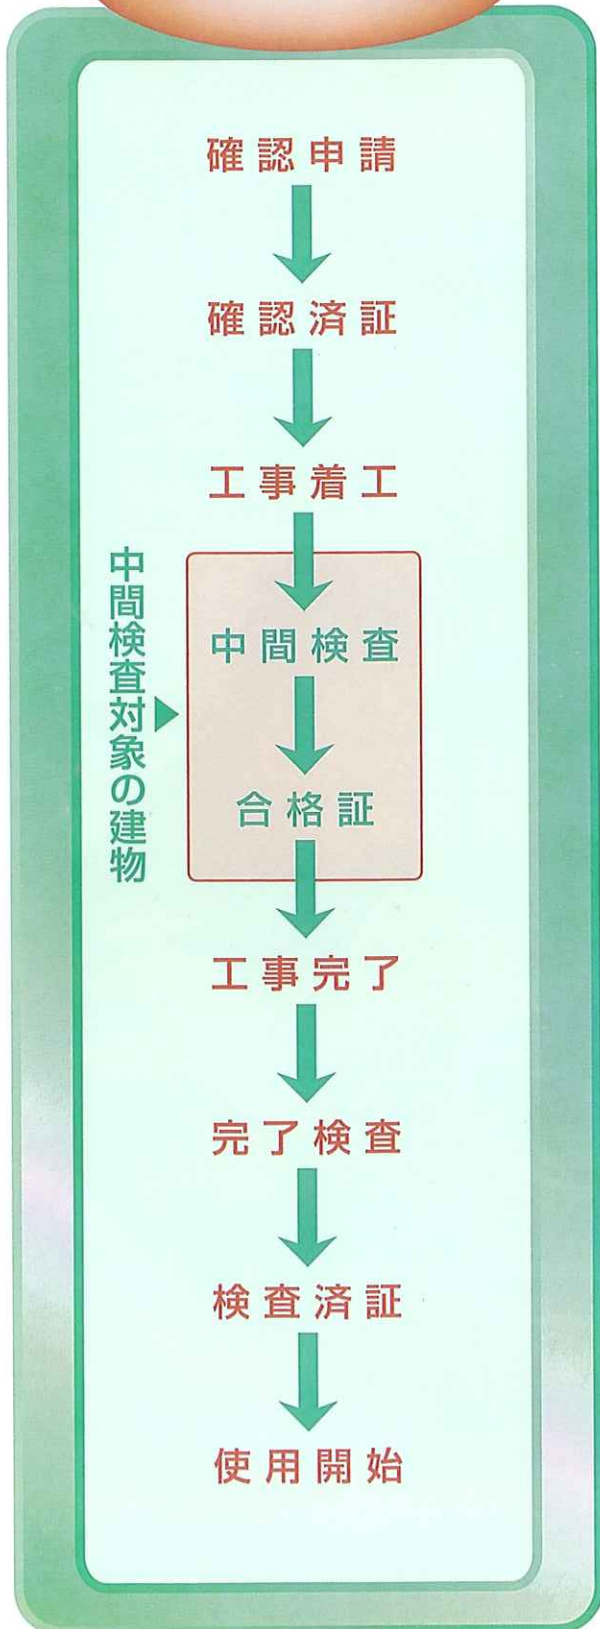 確認申請
確認済証
工事着工
中間検査対象の建物
中間検査
合格証
工事完了
完了検査
検査済証
使用開始